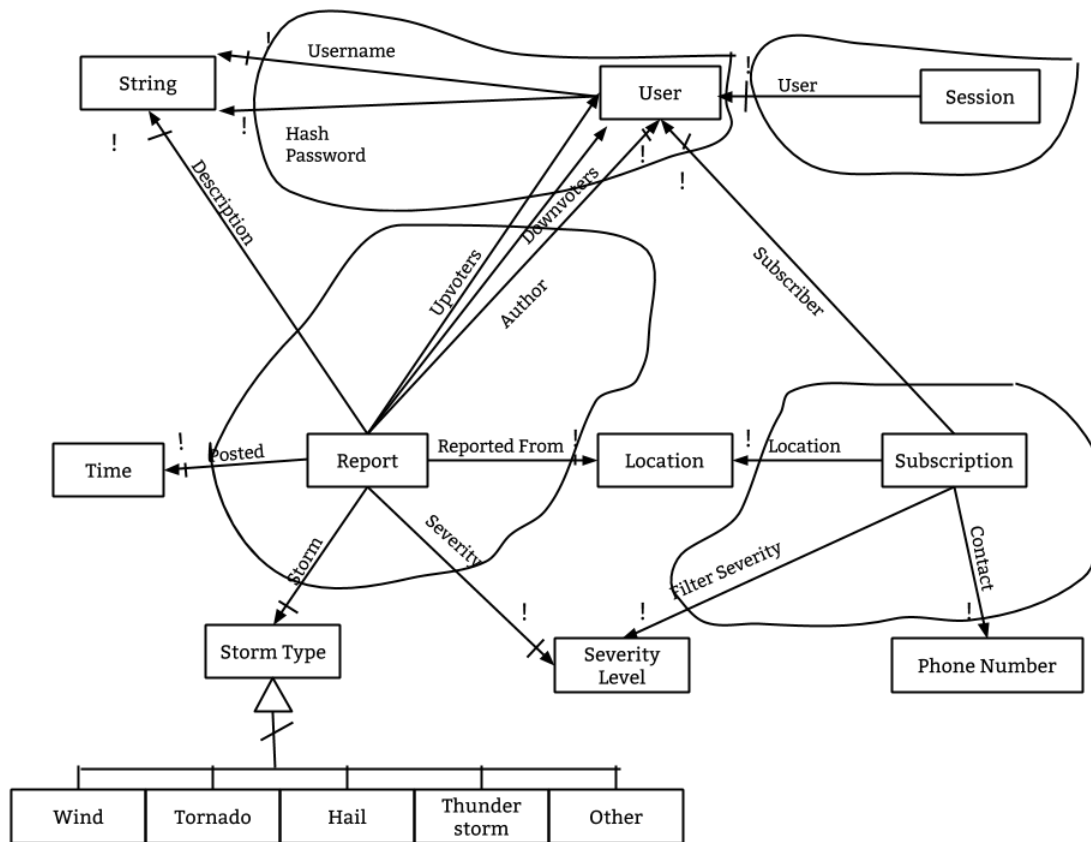 !
Username
String
User
!
User
Session
!
Hash
Password
!
!
!
Description
Upvoters
Downvoters
Author
Subscriber
!
Posted
Time
Report
Reported From
!
Location
!
Location
Subscription
Storm
Severity
Filter Severity
Contact
!
!
!
Storm Type
Severity
Level
Phone Number
Wind
Tornado
Hail
Thunder
storm
Other